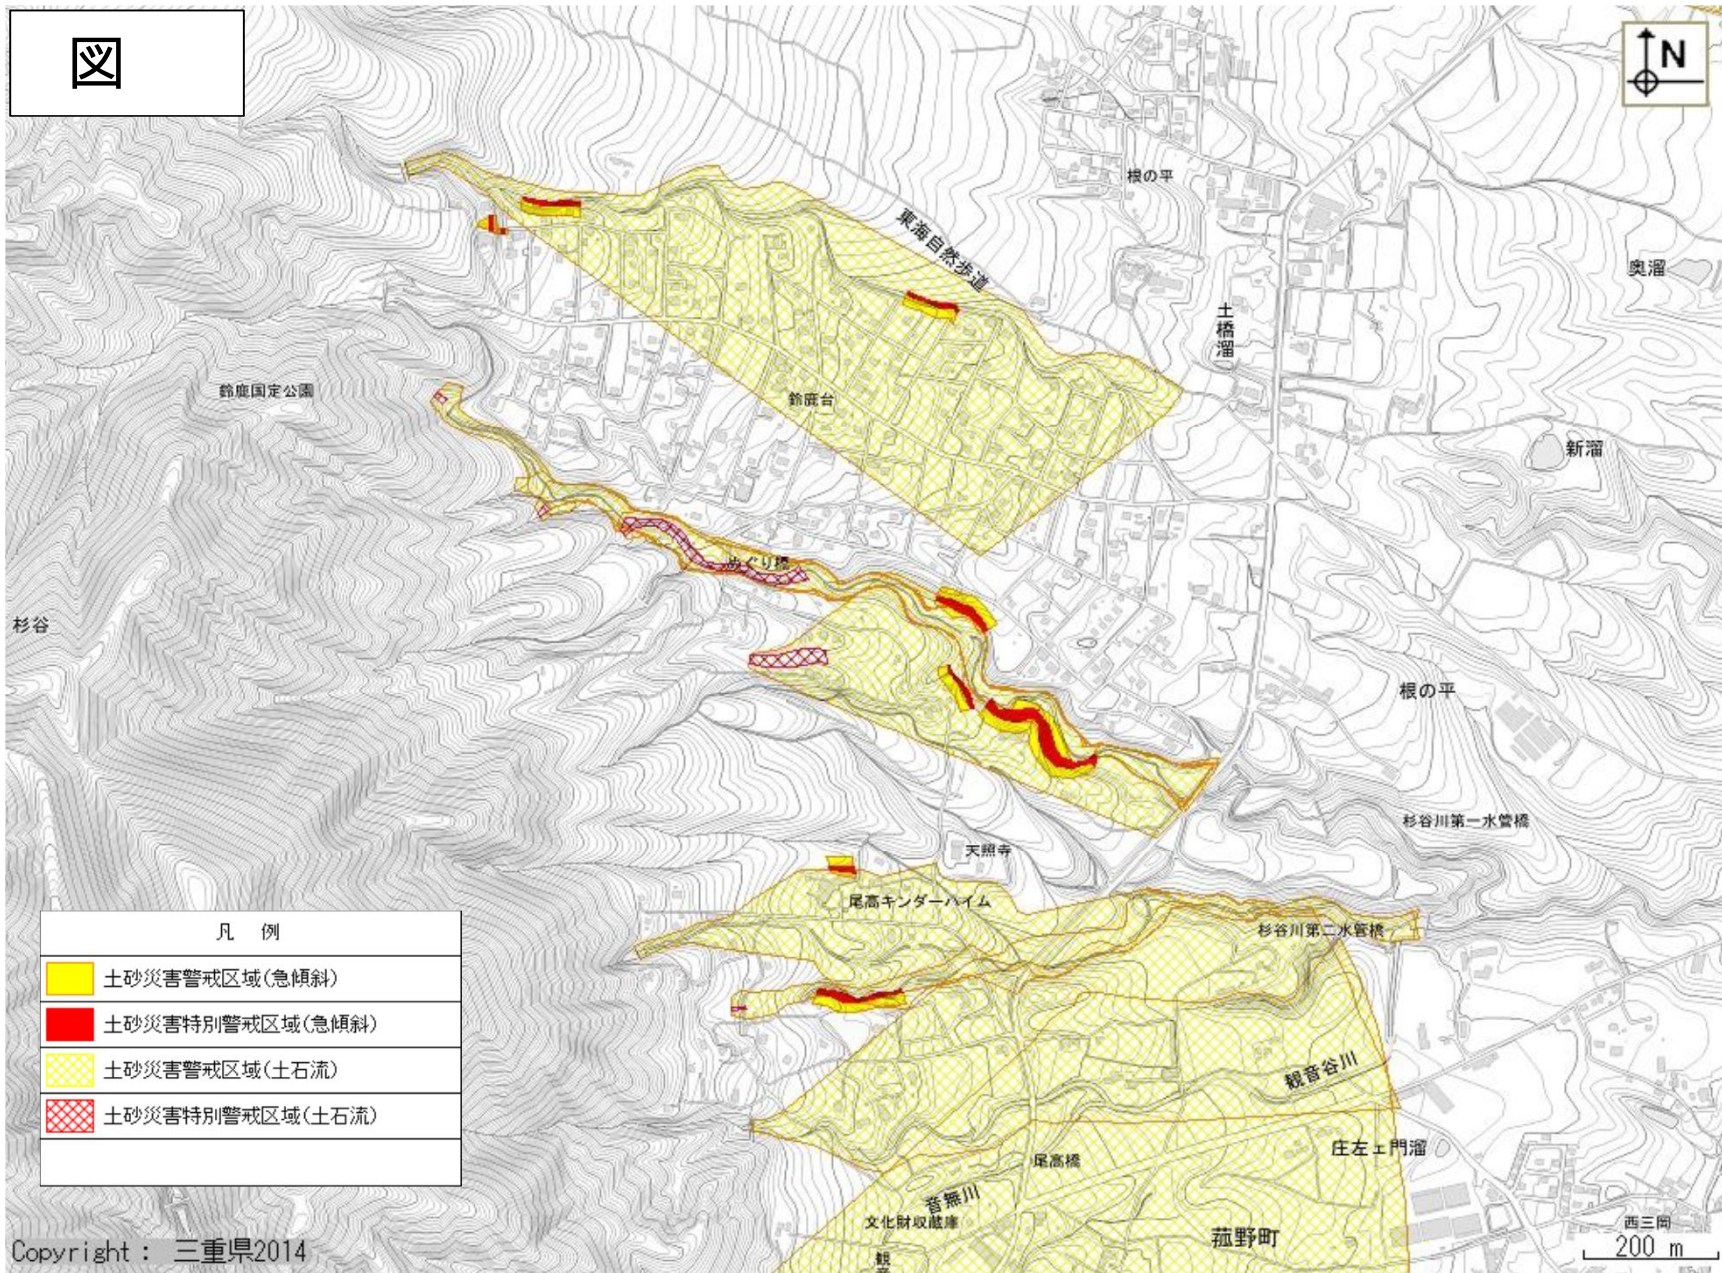 図
N
根の平
東海自然歩道
奥溜
土橋溜
鈴鹿国定公園
鈴鹿台
新溜
めぐり橋
杉谷
根の平
杉谷川第一水管橋
天照寺
尾高キンダーハイム
杉谷川第二水管橋
凡 例
土砂災害警戒区域(急傾斜)
土砂災害特別警戒区域(急傾斜)
土砂災害警戒区域(土石流)
土砂災害特別警戒区域(土石流)
観音谷川
庄左ェ門溜
尾高橋
音無川
文化財収蔵庫
菰野町
西三岡
200 m
観音
Copyright : 三重県2014